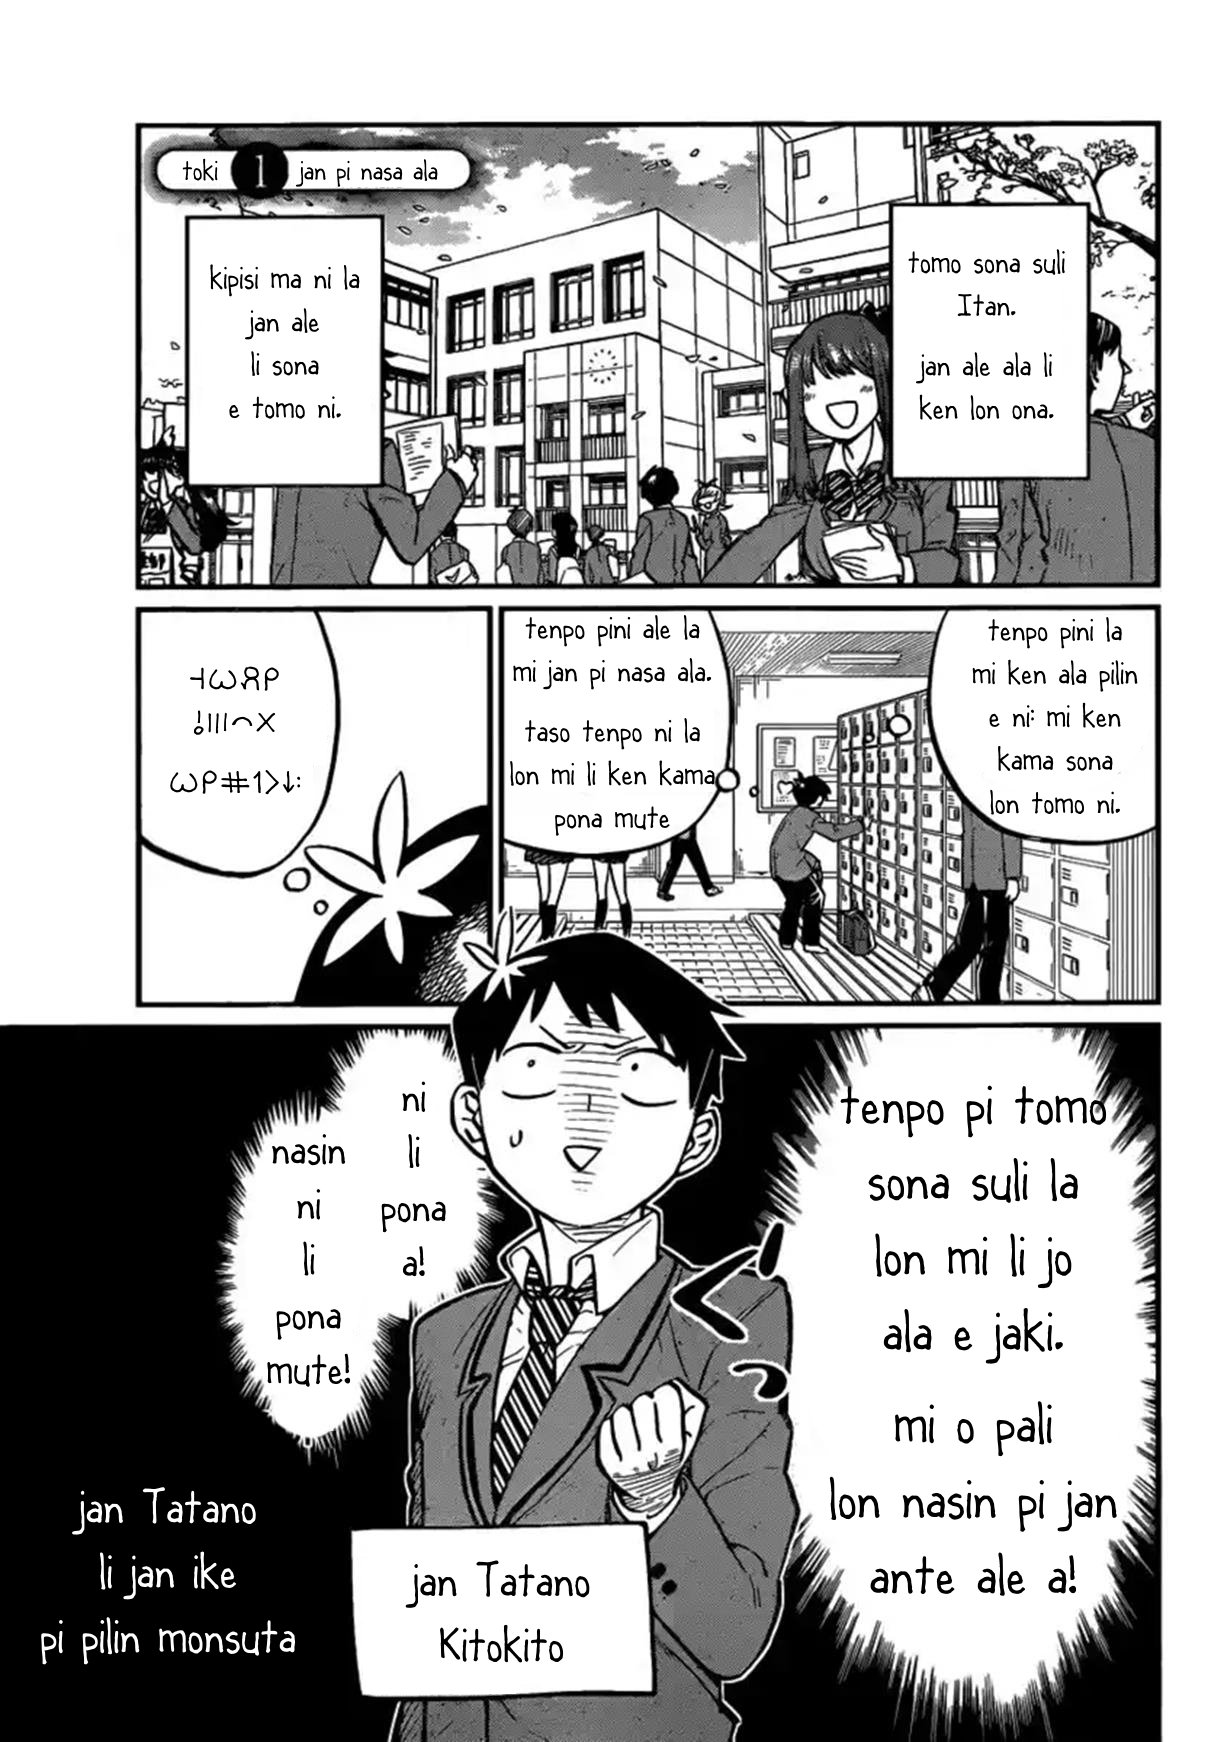 toki 1 jan pi nasa ala
tomo sona suli
Itan.
jan ale ala li
ken lon ona.
kipisi ma ni la
jan ale
li sona
e tomo ni.
tenpo pini la
mi ken ala pilin
e ni: mi ken
kama sona
lon tomo ni.
tenpo pini ale la
mi jan pi nasa ala.
taso tenpo ni la
lon mi li ken kama
pona mute
tenpo pi tomo
sona suli la
lon mi li jo
ala e jaki.
mi o pali
lon nasin pi jan
ante ale a!
ni
li
pona
a!
nasin
ni
li
pona
mute!
jan Tatano
Kitokito
jan Tatano
li jan ike
pi pilin monsuta